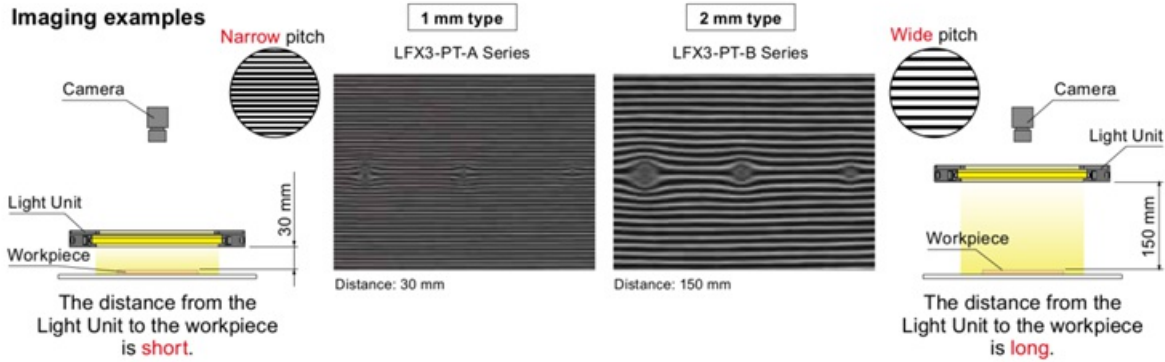 Imaging examples
Narrow pitch
Camera
Light Unit
Workpiece
30 mm
The distance from the
Light Unit to the workpiece
is short.
1 mm type
LFX3-PT-A Series
Distance: 30 mm
2 mm type
LFX3-PT-B Series
Distance: 150 mm
Wide pitch
Camera
Light Unit
Workpiece
150 mm
The distance from the
Light Unit to the workpiece
is long.